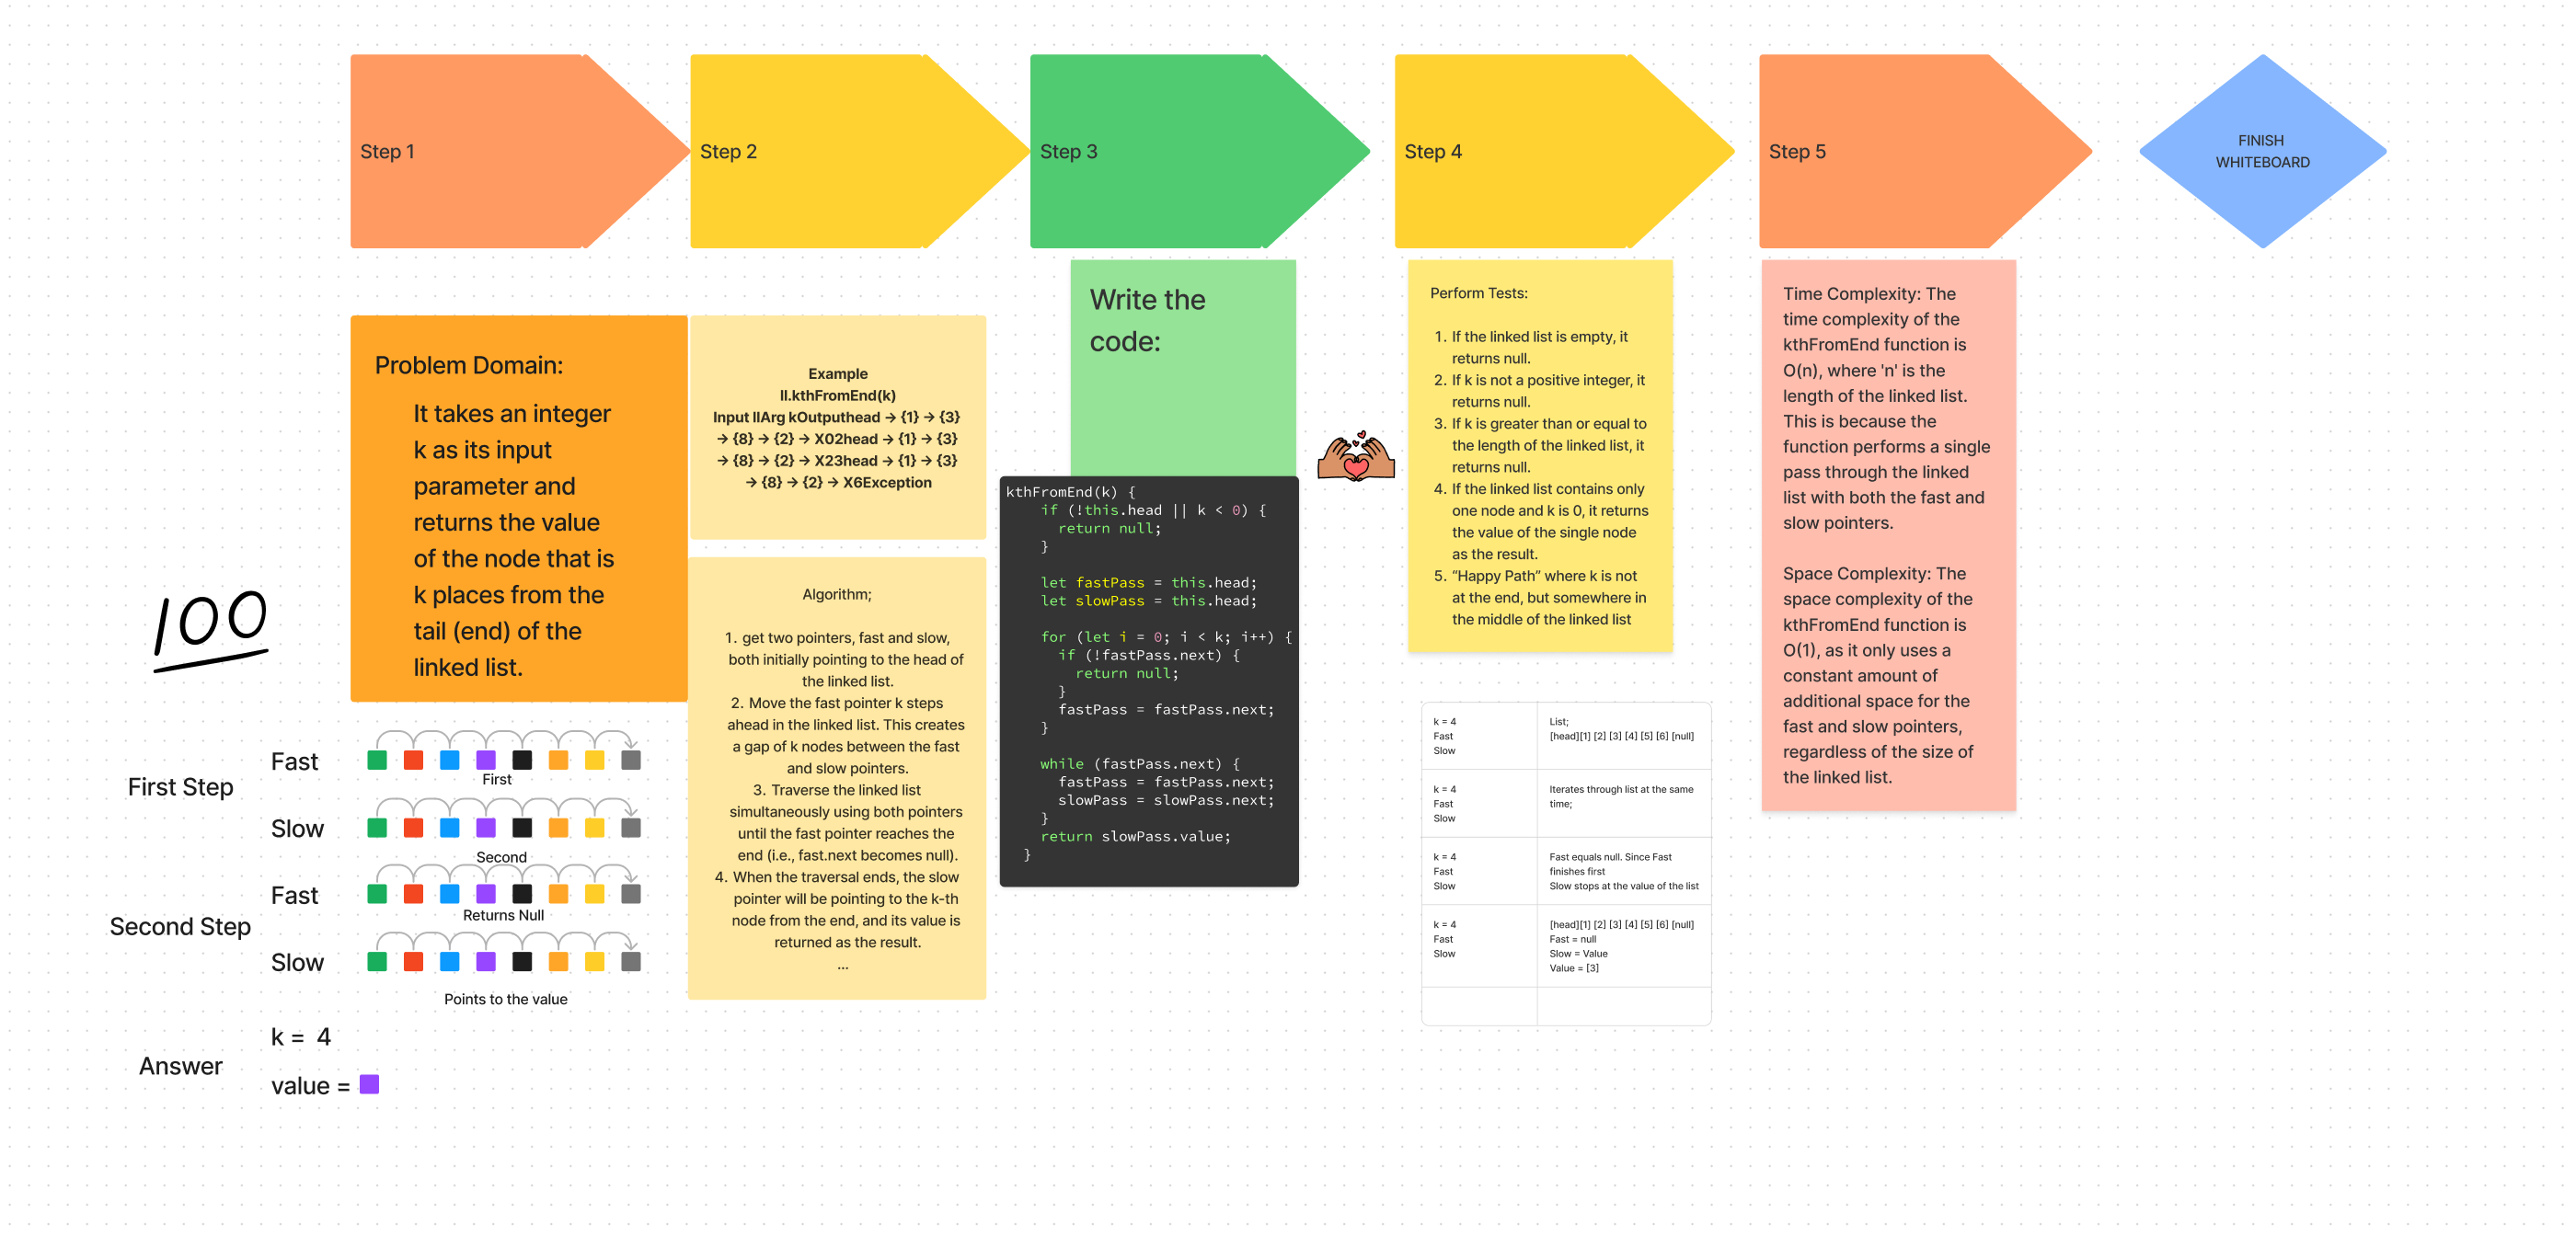 Step 1
Step 2
Step 3
Step 4
Step 5
FINISH
WHITEBOARD
Problem Domain:
It takes an integer
k as its input
parameter and
returns the value
of the node that is
k places from the
tail (end) of the
linked list.
100
First Step
Fast
First
Slow
Second
Second Step
Fast
Returns Null
Slow
Points to the value
Answer
k = 4
value =
Example
ll.kthFromEnd(k)
Input llArg kOutputhead → {1} → {3}
→ {8} → {2} → X02head → {1} → {3}
→ {8} → {2} → X23head → {1} → {3}
→ {8} → {2} → X6Exception
Algorithm;
1. get two pointers, fast and slow,
both initially pointing to the head of
the linked list.
2. Move the fast pointer k steps
ahead in the linked list. This creates
a gap of k nodes between the fast
and slow pointers.
3. Traverse the linked list
simultaneously using both pointers
until the fast pointer reaches the
end (i.e., fast.next becomes null).
4. When the traversal ends, the slow
pointer will be pointing to the k-th
node from the end, and its value is
returned as the result.
...
Write the
code:
kthFromEnd(k) {
if (!this.head || k < 0) {
return null;
}
let fastPass = this.head;
let slowPass = this.head;
for (let i = 0; i < k; i++) {
if (!fastPass.next) {
return null;
}
fastPass = fastPass.next;
}
while (fastPass.next) {
fastPass = fastPass.next;
slowPass = slowPass.next;
}
return slowPass.value;
}
Perform Tests:
1. If the linked list is empty, it
returns null.
2. If k is not a positive integer, it
returns null.
3. If k is greater than or equal to
the length of the linked list, it
returns null.
4. If the linked list contains only
one node and k is 0, it returns
the value of the single node
as the result.
5. “Happy Path” where k is not
at the end, but somewhere in
the middle of the linked list
k = 4
Fast
Slow
List;
[head][1] [2] [3] [4] [5] [6] [null]
k = 4
Fast
Slow
Iterates through list at the same
time;
k = 4
Fast
Slow
Fast equals null. Since Fast
finishes first
Slow stops at the value of the list
k = 4
Fast
Slow
[head][1] [2] [3] [4] [5] [6] [null]
Fast = null
Slow = Value
Value = [3]
Time Complexity: The
time complexity of the
kthFromEnd function is
O(n), where 'n' is the
length of the linked list.
This is because the
function performs a single
pass through the linked
list with both the fast and
slow pointers.
Space Complexity: The
space complexity of the
kthFromEnd function is
O(1), as it only uses a
constant amount of
additional space for the
fast and slow pointers,
regardless of the size of
the linked list.